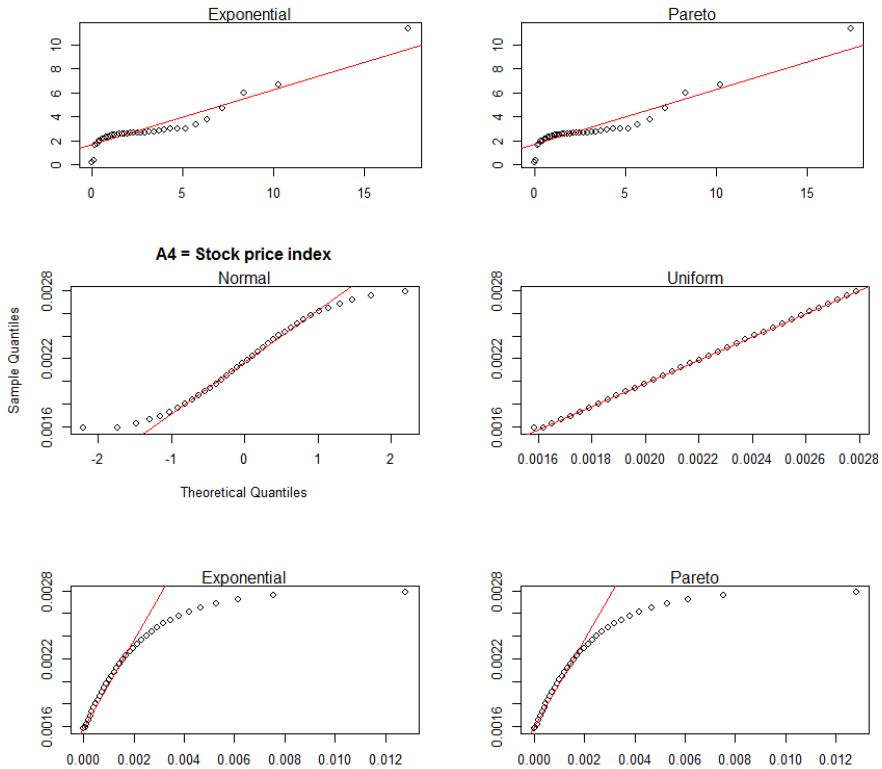 Exponential
Pareto
10
8
6
4
2
0
0 5 10 15
10
8
6
4
2
0
0 5 10 15
A4 = Stock price index
Normal
Uniform
Sample Quantiles
0.0028
0.0022
0.0016
-2 -1 0 1 2
Theoretical Quantiles
0.0028
0.0022
0.0016
0.0016 0.0018 0.0020 0.0022 0.0024 0.0026 0.0028
Exponential
Pareto
0.0028
0.0022
0.0016
0.000 0.002 0.004 0.006 0.008 0.010 0.012
0.0028
0.0022
0.0016
0.000 0.002 0.004 0.006 0.008 0.010 0.012